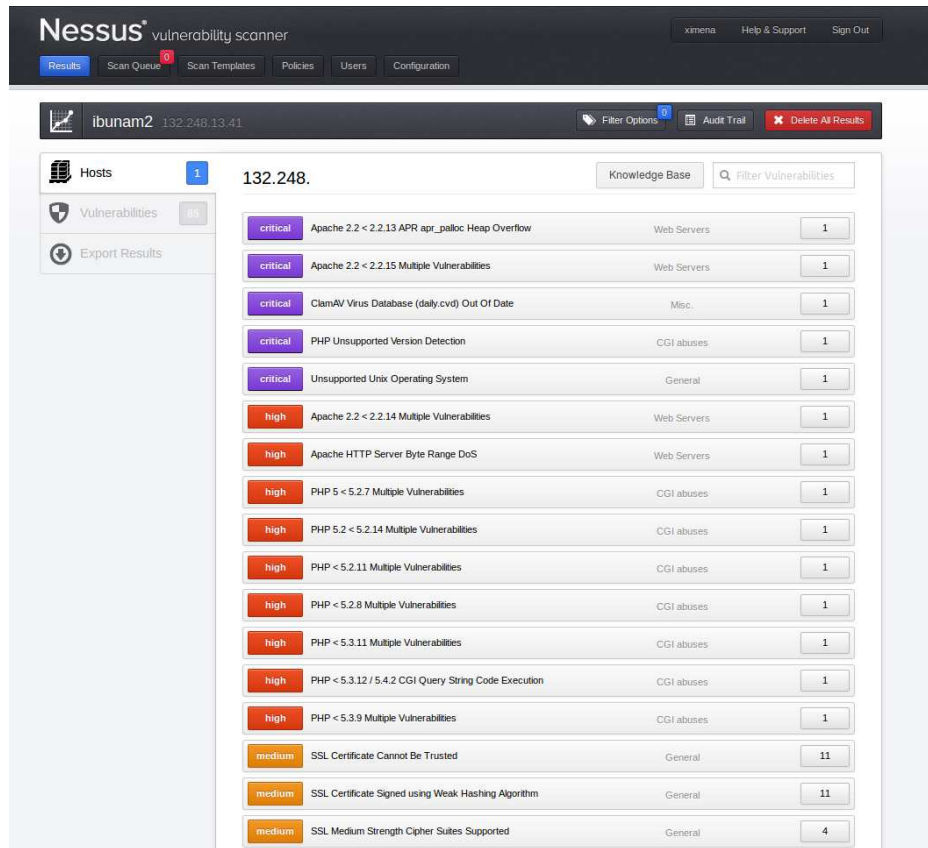 Nessus® vulnerability scanner
ximena Help & Support Sign Out
Results Scan Queue 0 Scan Templates Policies Users Configuration
ibunam2 132.248.13.41
Filter Options 0 Audit Trail Delete All Results
Hosts 1
Vulnerabilities 85
Export Results
132.248.
Knowledge Base Filter Vulnerabilities
critical Apache 2.2 < 2.2.13 APR apr_palloc Heap Overflow Web Servers 1
critical Apache 2.2 < 2.2.15 Multiple Vulnerabilities Web Servers 1
critical ClamAV Virus Database (daily.cvd) Out Of Date Misc. 1
critical PHP Unsupported Version Detection CGI abuses 1
critical Unsupported Unix Operating System General 1
high Apache 2.2 < 2.2.14 Multiple Vulnerabilities Web Servers 1
high Apache HTTP Server Byte Range DoS Web Servers 1
high PHP 5 < 5.2.7 Multiple Vulnerabilities CGI abuses 1
high PHP 5.2 < 5.2.14 Multiple Vulnerabilities CGI abuses 1
high PHP < 5.2.11 Multiple Vulnerabilities CGI abuses 1
high PHP < 5.2.8 Multiple Vulnerabilities CGI abuses 1
high PHP < 5.3.11 Multiple Vulnerabilities CGI abuses 1
high PHP < 5.3.12 / 5.4.2 CGI Query String Code Execution CGI abuses 1
high PHP < 5.3.9 Multiple Vulnerabilities CGI abuses 1
medium SSL Certificate Cannot Be Trusted General 11
medium SSL Certificate Signed using Weak Hashing Algorithm General 11
medium SSL Medium Strength Cipher Suites Supported General 4